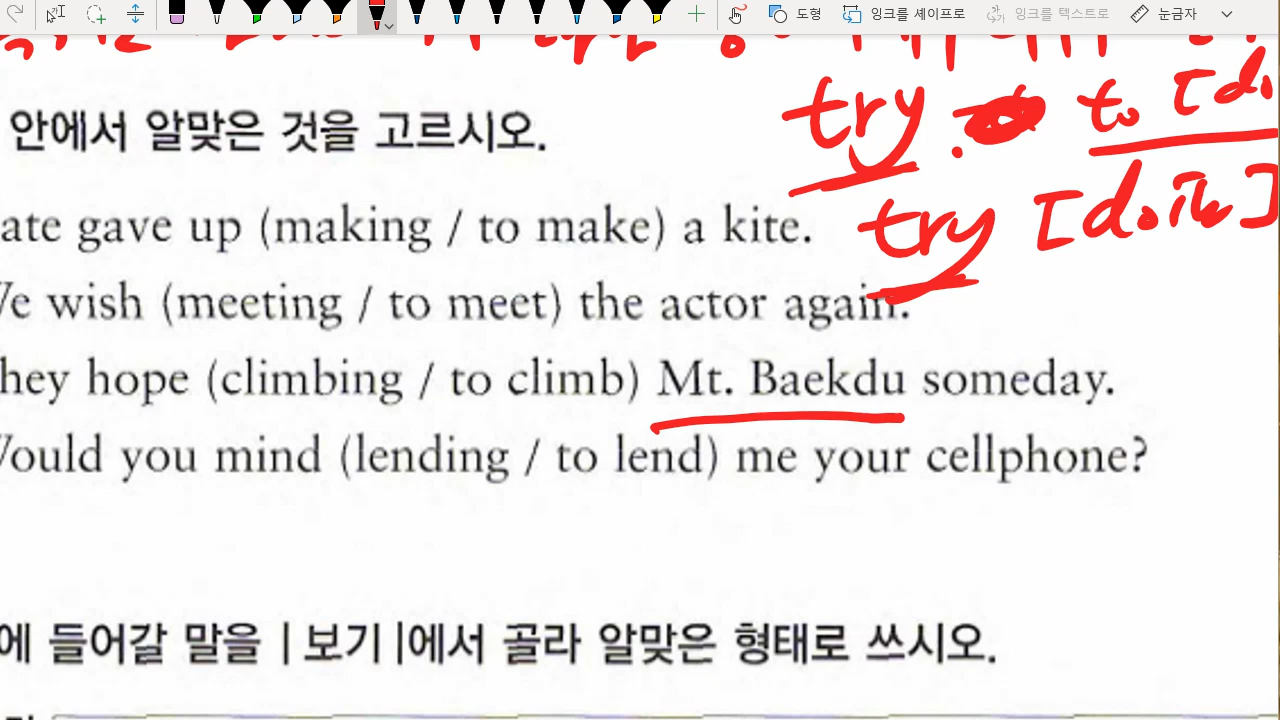 도형 잉크를 셰이프로 잉크를 텍스트로 눈금자
try to [do
안에서 알맞은 것을 고르시오.
try
ate gave up (making / to make) a kite.
e wish (meeting / to meet) the actor again.
hey hope (climbing / to climb) Mt. Baekdu someday.
ould you mind (lending / to lend) me your cellphone?
에 들어갈 말을 | 보기 |에서 골라 알맞은 형태로 쓰시오.